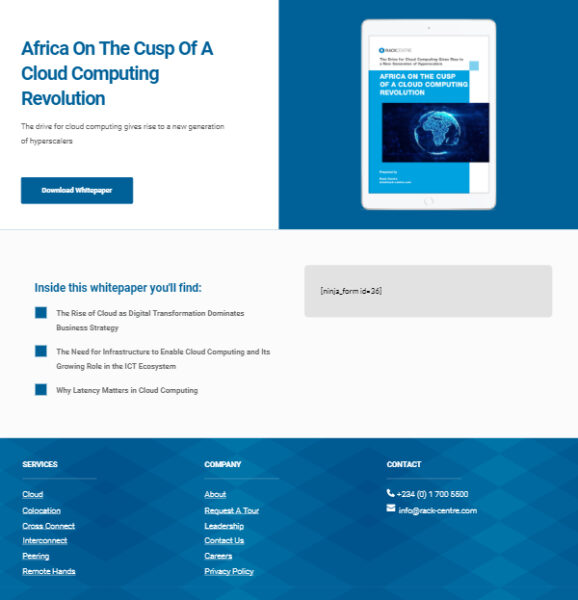 Africa On The Cusp Of A
Cloud Computing
Revolution
The drive for cloud computing gives rise to a new generation
of hyperscalers
Download Whitepaper
RACK CENTRE
The Drive for Cloud Computing Gives Rise to
a New Generation of Hyperscalers
AFRICA ON THE CUSP
OF A CLOUD COMPUTING
REVOLUTION
Prepared by
Rack Centre
Inside this whitepaper you'll find:
The Rise of Cloud as Digital Transformation Dominates
Business Strategy
The Need for Infrastructure to Enable Cloud Computing and Its
Growing Role in the ICT Ecosystem
Why Latency Matters in Cloud Computing
[ninja_form id=36]
SERVICES
Cloud
Colocation
Cross Connect
Interconnect
Peering
Remote Hands
COMPANY
About
Request A Tour
Leadership
Contact Us
Careers
Privacy Policy
CONTACT
+234 (0) 1 700 5500
info@rack-centre.com